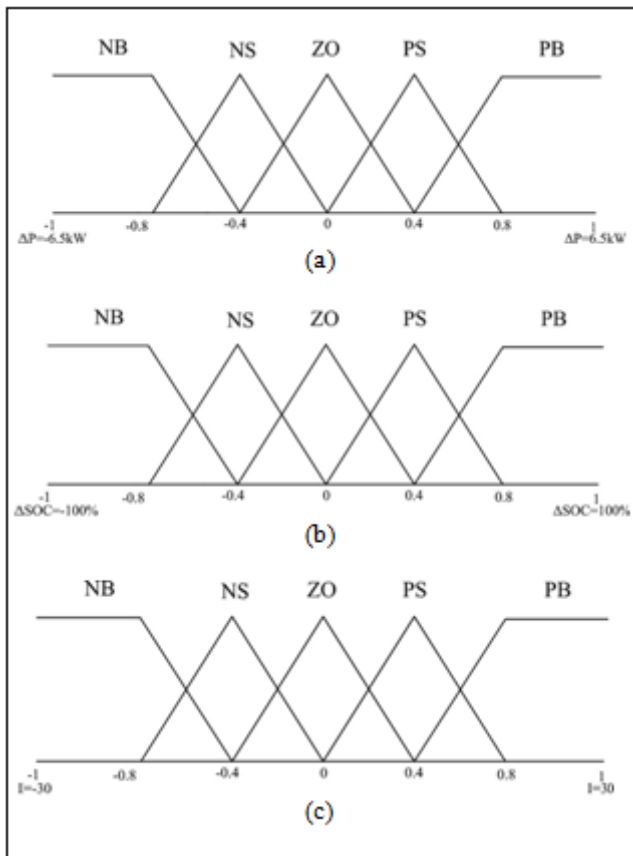 NB NS ZO PS PB
-1 -0.8 -0.4 0 0.4 0.8 1
ΔP=-6.5kW ΔP=6.5kW
(a)
NB NS ZO PS PB
-1 -0.8 -0.4 0 0.4 0.8 1
ΔSOC=-100% ΔSOC=100%
(b)
NB NS ZO PS PB
-1 -0.8 -0.4 0 0.4 0.8 1
I=-30 I=30
(c)